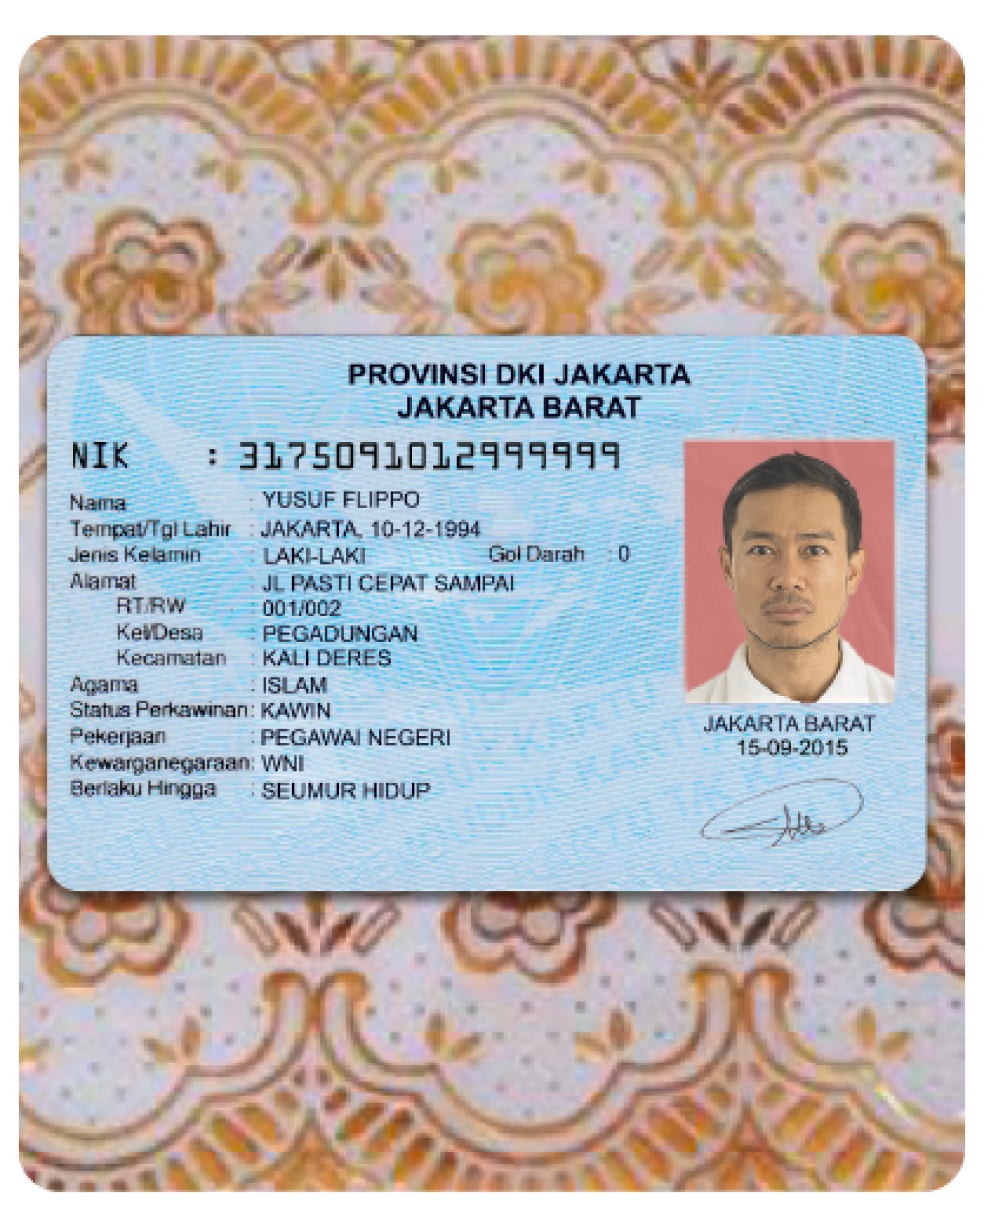 PROVINSI DKI JAKARTA
JAKARTA BARAT
NIK : 3175091012999999
Nama : YUSUF FLIPPO
Tempat/Tgl Lahir : JAKARTA, 10-12-1994
Jenis Kelamin : LAKI-LAKI Gol Darah : 0
Alamat : JL PASTI CEPAT SAMPAI
RT/RW : 001/002
Kel/Desa : PEGADUNGAN
Kecamatan : KALI DERES
Agama : ISLAM
Status Perkawinan: KAWIN
Pekerjaan : PEGAWAI NEGERI
Kewarganegaraan: WNI
Berlaku Hingga : SEUMUR HIDUP
JAKARTA BARAT
15-09-2015